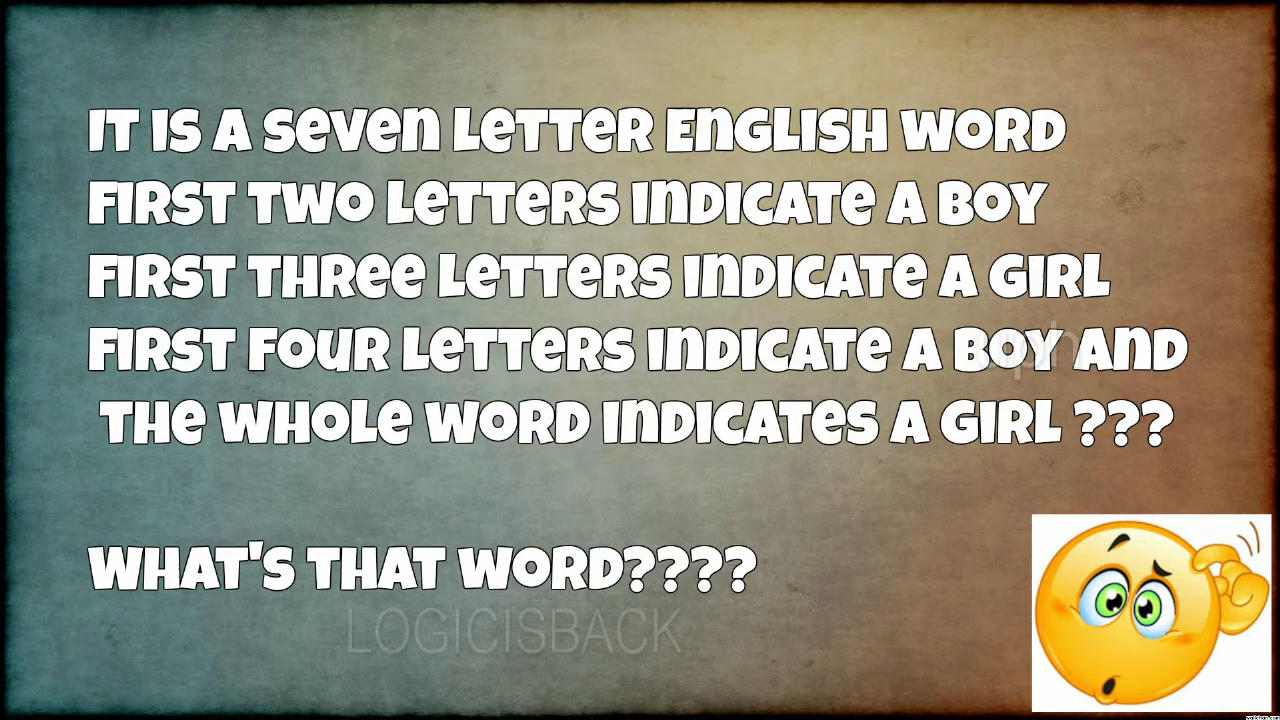 IT IS A SEVEN LETTER ENGLISH WORD
FIRST TWO LETTERS INDICATE A BOY
FIRST THREE LETTERS INDICATE A GIRL
FIRST FOUR LETTERS INDICATE A BOY AND
THE WHOLE WORD INDICATES A GIRL ???
WHAT'S THAT WORD????
LOGICISBACK